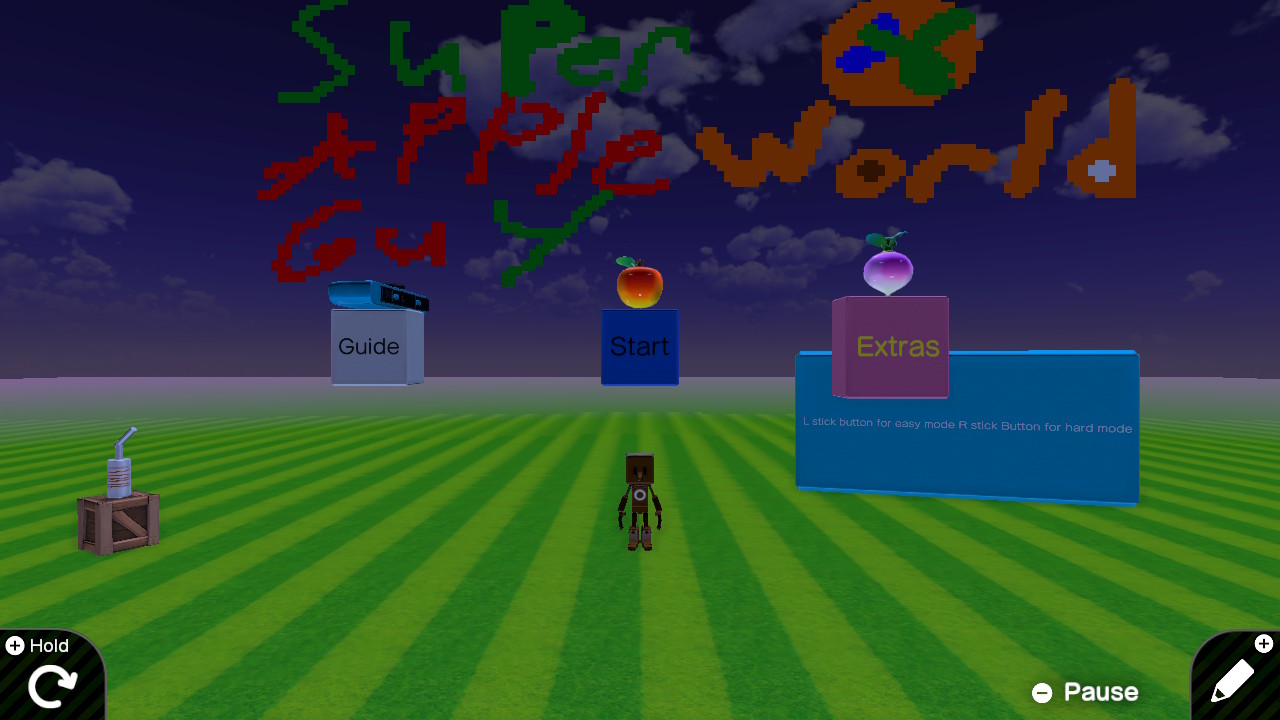 SuPer
APPle World
Guy
Guide
Start
Extras
L stick button for easy mode R stick Button for hard mode
Hold
Pause